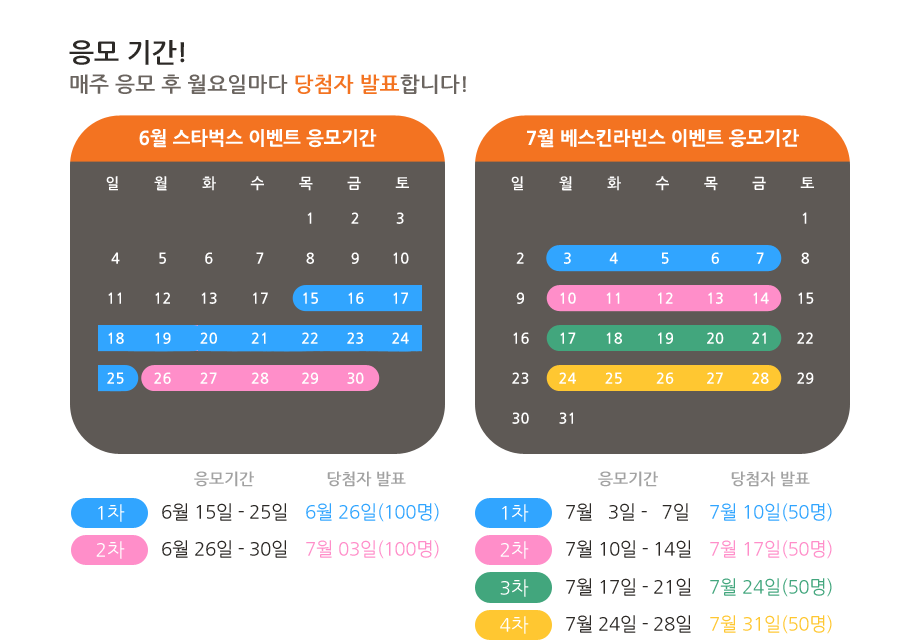 응모 기간!
매주 응모 후 월요일마다 당첨자 발표합니다!
6월 스타벅스 이벤트 응모기간
일 월 화 수 목 금 토
1 2 3
4 5 6 7 8 9 10
11 12 13 17 15 16 17
18 19 20 21 22 23 24
25 26 27 28 29 30
응모기간 당첨자 발표
1차 6월 15일 - 25일 6월 26일(100명)
2차 6월 26일 - 30일 7월 03일(100명)
7월 베스킨라빈스 이벤트 응모기간
일 월 화 수 목 금 토
1
2 3 4 5 6 7 8
9 10 11 12 13 14 15
16 17 18 19 20 21 22
23 24 25 26 27 28 29
30 31
응모기간 당첨자 발표
1차 7월 3일 - 7일 7월 10일(50명)
2차 7월 10일 - 14일 7월 17일(50명)
3차 7월 17일 - 21일 7월 24일(50명)
4차 7월 24일 - 28일 7월 31일(50명)